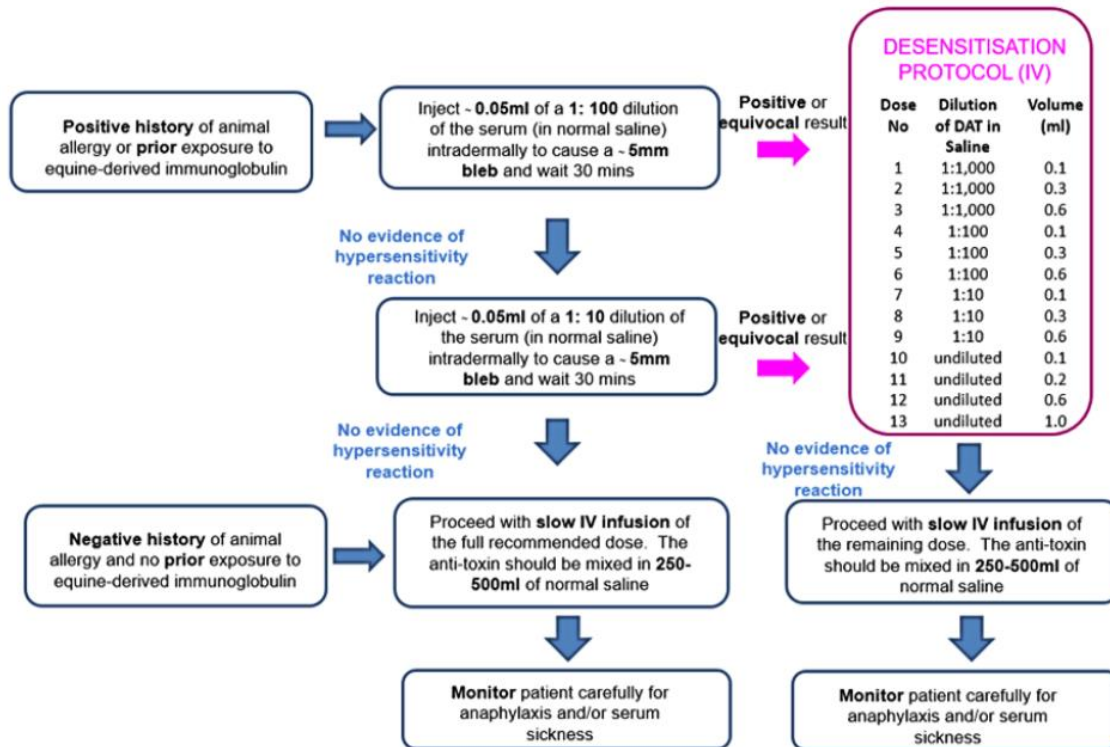 Positive history of animal
allergy or prior exposure to
equine-derived immunoglobulin
Inject ~ 0.05ml of a 1: 100 dilution
of the serum (in normal saline)
intradermally to cause a ~ 5mm
bleb and wait 30 mins
Positive or
equivocal result
No evidence of
hypersensitivity
reaction
Inject ~ 0.05ml of a 1: 10 dilution of
the serum (in normal saline)
intradermally to cause a ~ 5mm
bleb and wait 30 mins
Positive or
equivocal result
No evidence of
hypersensitivity
reaction
DESENSITISATION
PROTOCOL (IV)
Dose Dilution Volume
No of DAT in (ml)
Saline
1 1:1,000 0.1
2 1:1,000 0.3
3 1:1,000 0.6
4 1:100 0.1
5 1:100 0.3
6 1:100 0.6
7 1:10 0.1
8 1:10 0.3
9 1:10 0.6
10 undiluted 0.1
11 undiluted 0.2
12 undiluted 0.6
13 undiluted 1.0
No evidence of
hypersensitivity
reaction
Negative history of animal
allergy and no prior exposure to
equine-derived immunoglobulin
Proceed with slow IV infusion of
the full recommended dose. The
anti-toxin should be mixed in 250-
500ml of normal saline
Proceed with slow IV infusion of
the remaining dose. The anti-toxin
should be mixed in 250-500ml of
normal saline
Monitor patient carefully for
anaphylaxis and/or serum
sickness
Monitor patient carefully for
anaphylaxis and/or serum
sickness